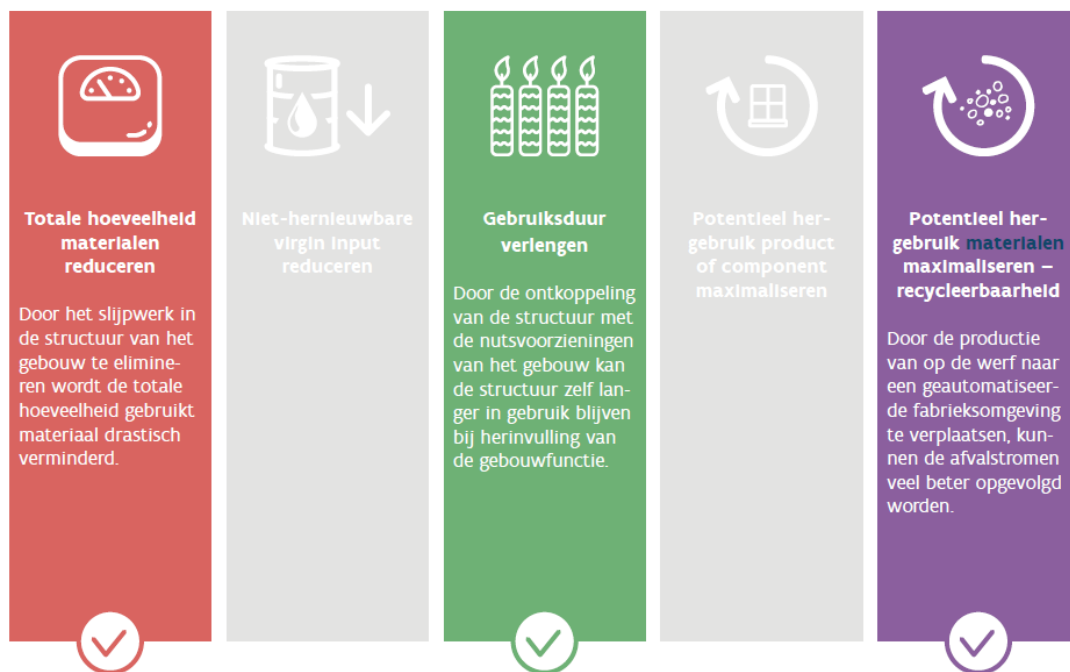 Totale hoeveelheid
materialen
reduceren
Door het slijpwerk in
de structuur van het
gebouw te elimine-
ren wordt de totale
hoeveelheid gebruikt
materiaal drastisch
verminderd.
Niet-hernieuwbare
virgin input
reduceren
Gebruiksduur
verlengen
Door de ontkoppeling
van de structuur met
de nutsvoorzieningen
van het gebouw kan
de structuur zelf lan-
ger in gebruik blijven
bij herinvulling van
de gebouwfunctie.
Potentieel her-
gebruik product
of component
maximaliseren
Potentieel her-
gebruik materialen
maximaliseren –
recycleerbaarheid
Door de productie
van op de werf naar
een geautomatiseer-
de fabrieksomgeving
te verplaatsen, kun-
nen de afvalstromen
veel beter opgevolgd
worden.